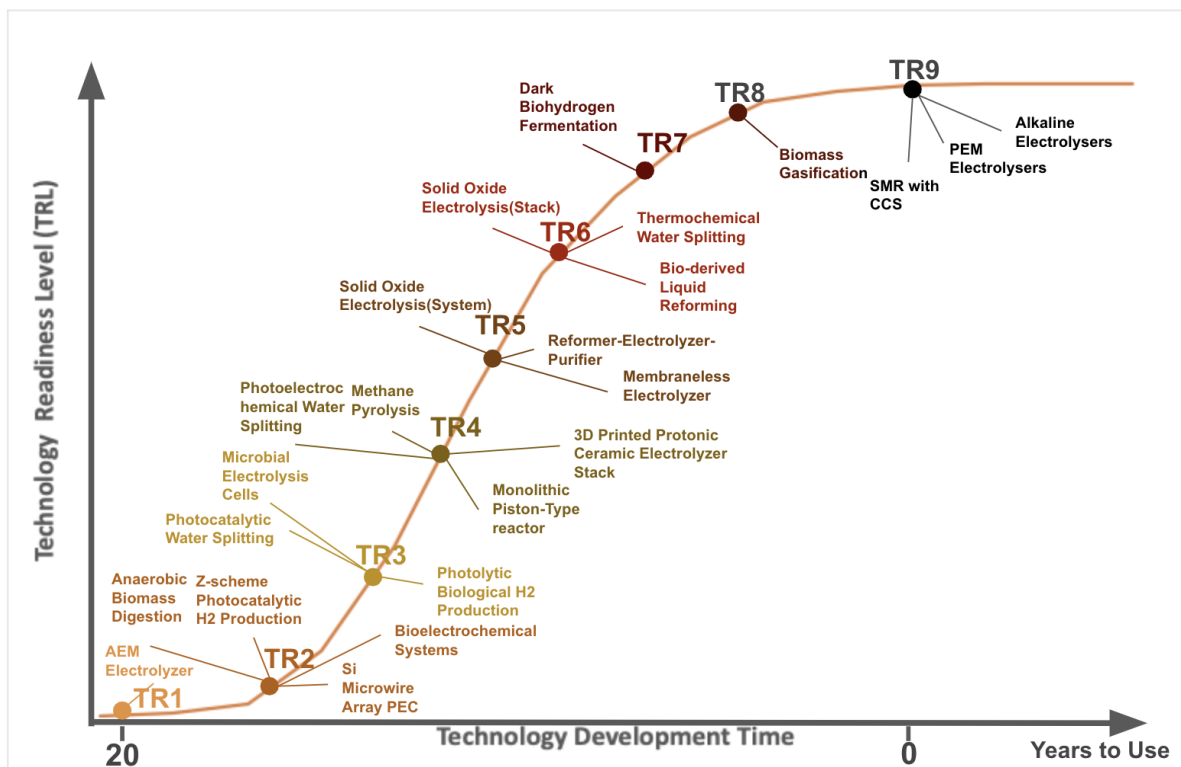 TR9
TR8
Dark
Biohydrogen
Fermentation
Alkaline
Electrolysers
PEM
Electrolysers
SMR with
CCS
Biomass
Gasification
TR7
Solid Oxide
Electrolysis(Stack)
TR6
Thermochemical
Water Splitting
Bio-derived
Liquid
Reforming
Solid Oxide
Electrolysis(System)
TR5
Reformer-Electrolyzer-
Purifier
Membraneless
Electrolyzer
Photoelectroc
hemical Water
Splitting
Methane
Pyrolysis
TR4
3D Printed Protonic
Ceramic Electrolyzer
Stack
Monolithic
Piston-Type
reactor
Microbial
Electrolysis
Cells
Photocatalytic
Water Splitting
TR3
Photolytic
Biological H2
Production
Anaerobic
Biomass
Digestion
Z-scheme
Photocatalytic
H2 Production
Bioelectrochemical
Systems
TR2
Si
Microwire
Array PEC
AEM
Electrolyzer
TR1
Technology Readiness Level (TRL)
20
Technology Development Time
0
Years to Use